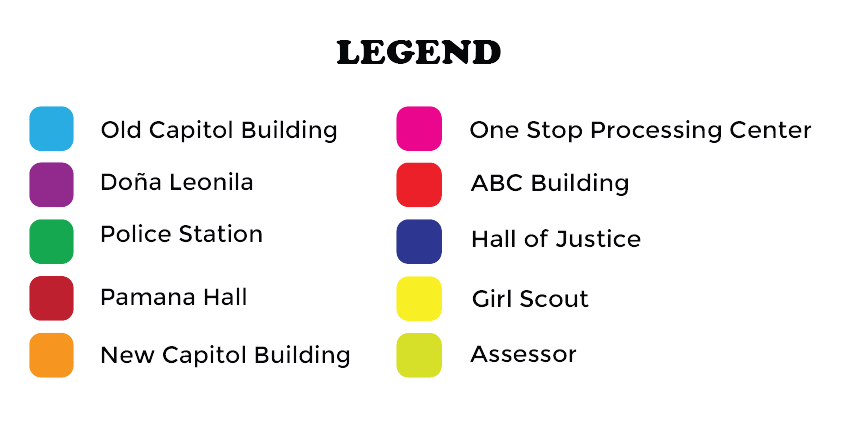 LEGEND
Old Capitol Building
Doña Leonila
Police Station
Pamana Hall
New Capitol Building
One Stop Processing Center
ABC Building
Hall of Justice
Girl Scout
Assessor